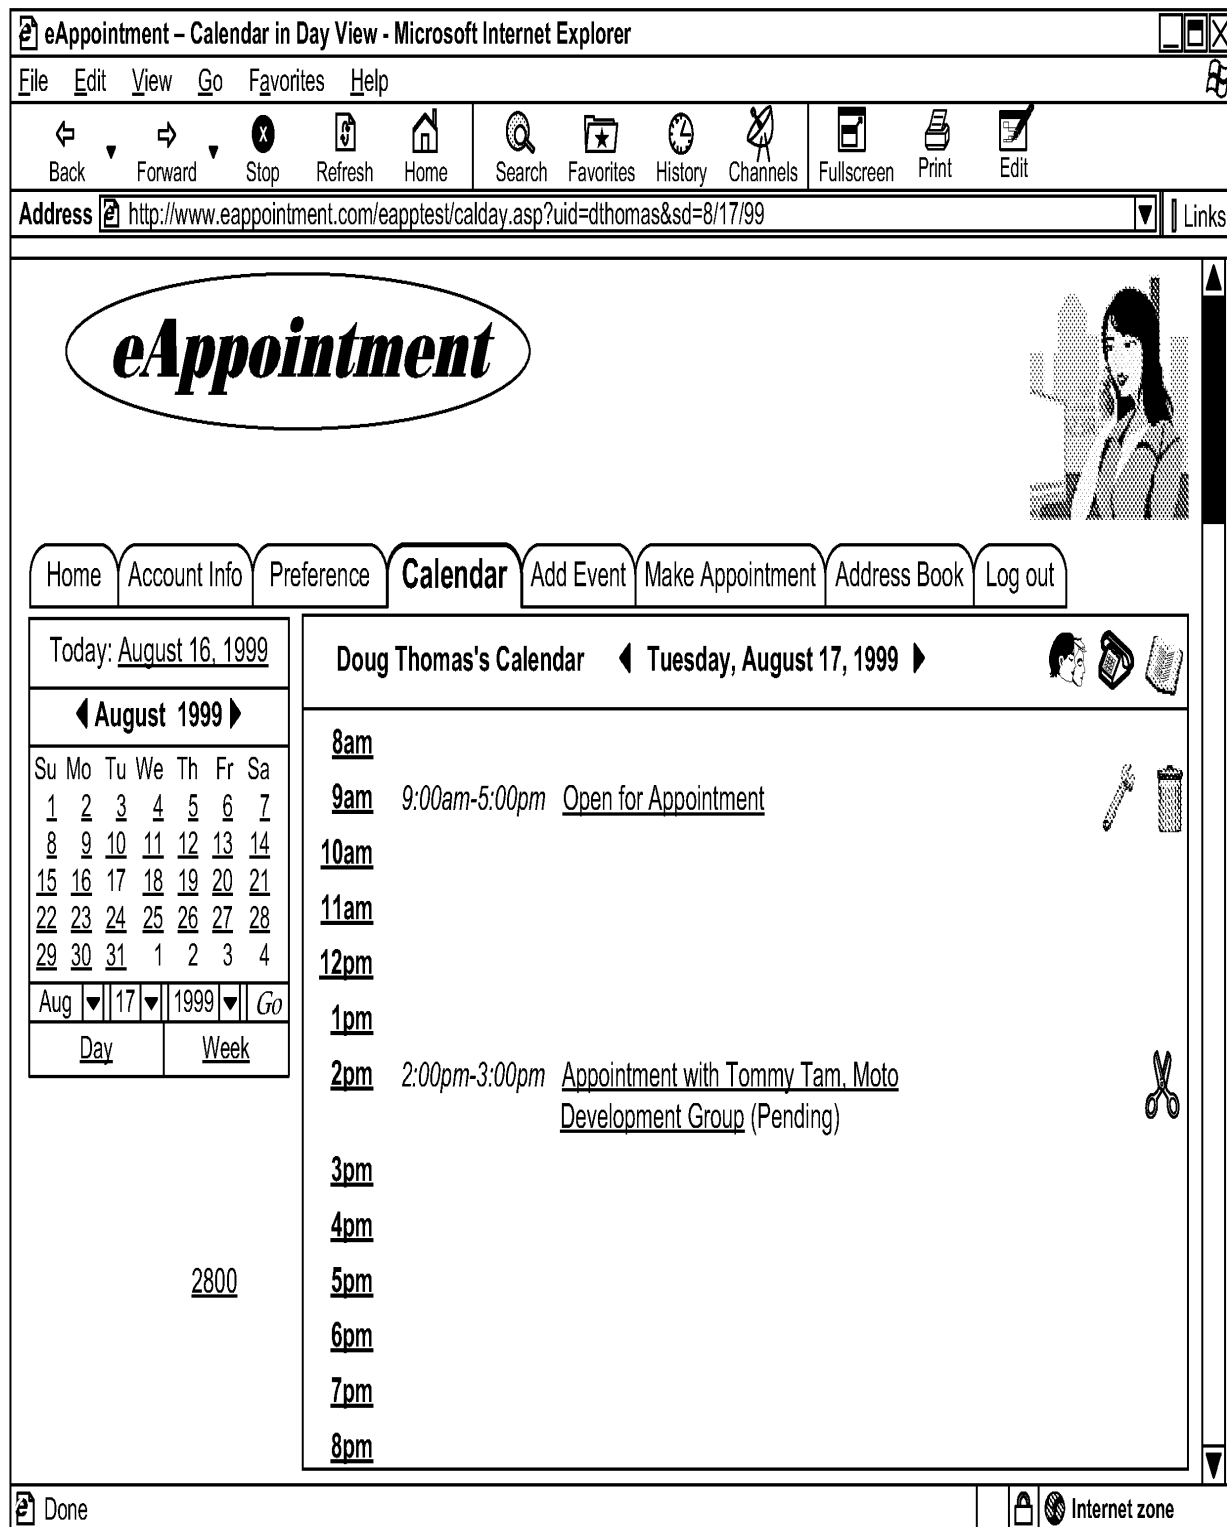 eAppointment – Calendar in Day View - Microsoft Internet Explorer
File Edit View Go Favorites Help
Back Forward Stop Refresh Home Search Favorites History Channels Fullscreen Print Edit
Address http://www.eappointment.com/eapptest/calday.asp?uid=dthomas&sd=8/17/99 Links
eAppointment
Home Account Info Preference Calendar Add Event Make Appointment Address Book Log out
Today: August 16, 1999
August 1999
Su Mo Tu We Th Fr Sa
1 2 3 4 5 6 7
8 9 10 11 12 13 14
15 16 17 18 19 20 21
22 23 24 25 26 27 28
29 30 31 1 2 3 4
Aug 17 1999 Go
Day Week
2800
Doug Thomas's Calendar Tuesday, August 17, 1999
8am
9am 9:00am-5:00pm Open for Appointment
10am
11am
12pm
1pm
2pm 2:00pm-3:00pm Appointment with Tommy Tam, Moto
Development Group (Pending)
3pm
4pm
5pm
6pm
7pm
8pm
Done Internet zone